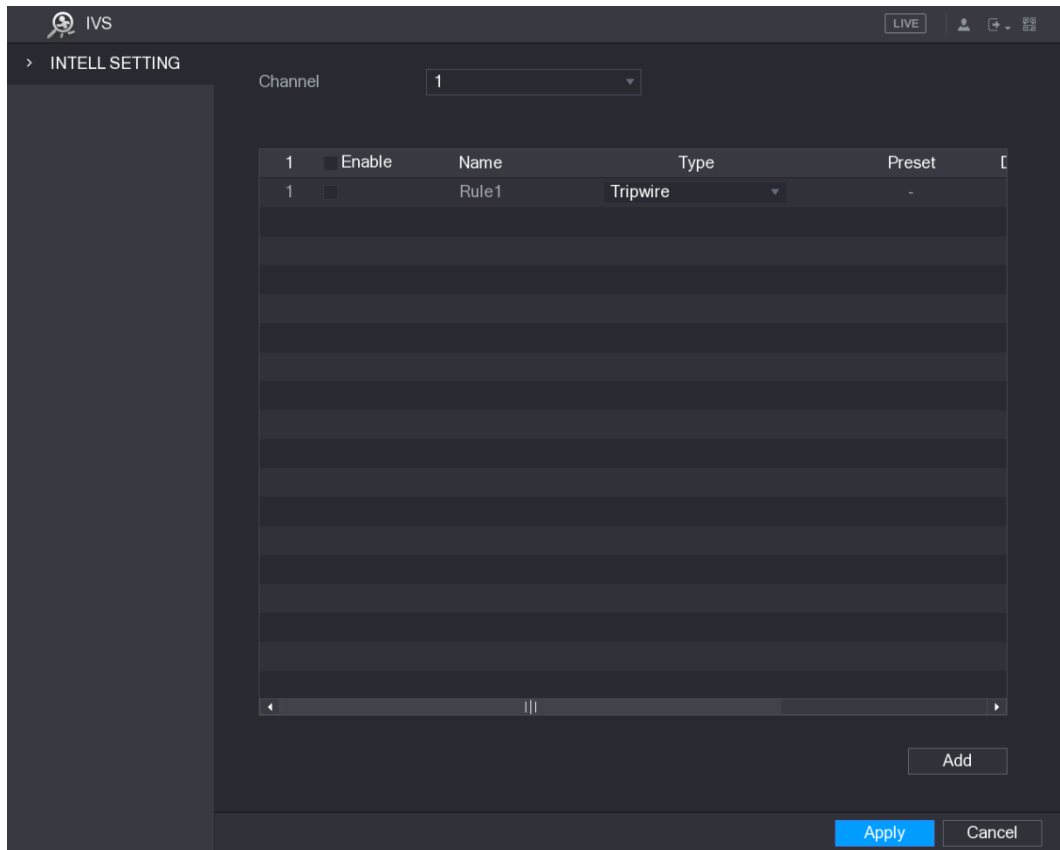 IVS LIVE
INTELL SETTING
Channel 1
1 Enable Name Type Preset
1 Rule1 Tripwire -
Add
Apply Cancel